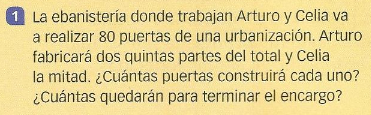 1 La ebanistería donde trabajan Arturo y Celia va
a realizar 80 puertas de una urbanización. Arturo
fabricará dos quintas partes del total y Celia
la mitad. ¿Cuántas puertas construirá cada uno?
¿Cuántas quedarán para terminar el encargo?